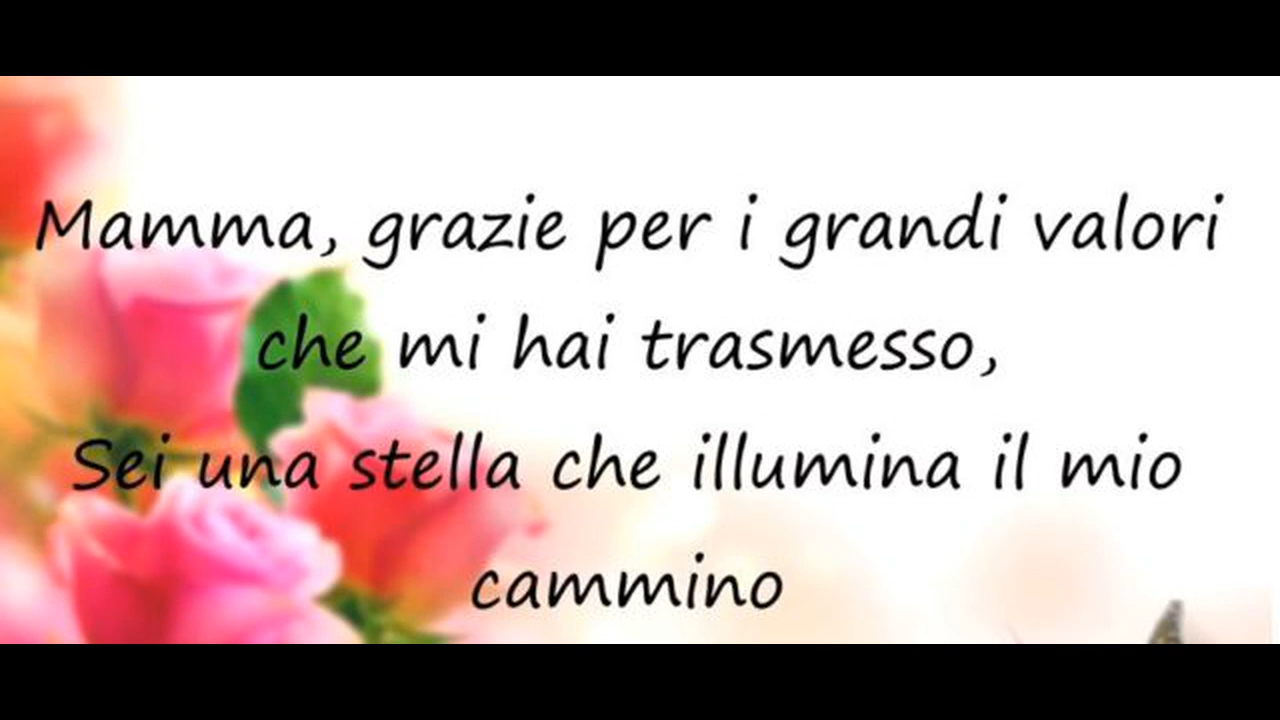 Mamma, grazie per i grandi valori
che mi hai trasmesso,
Sei una stella che illumina il mio
cammino